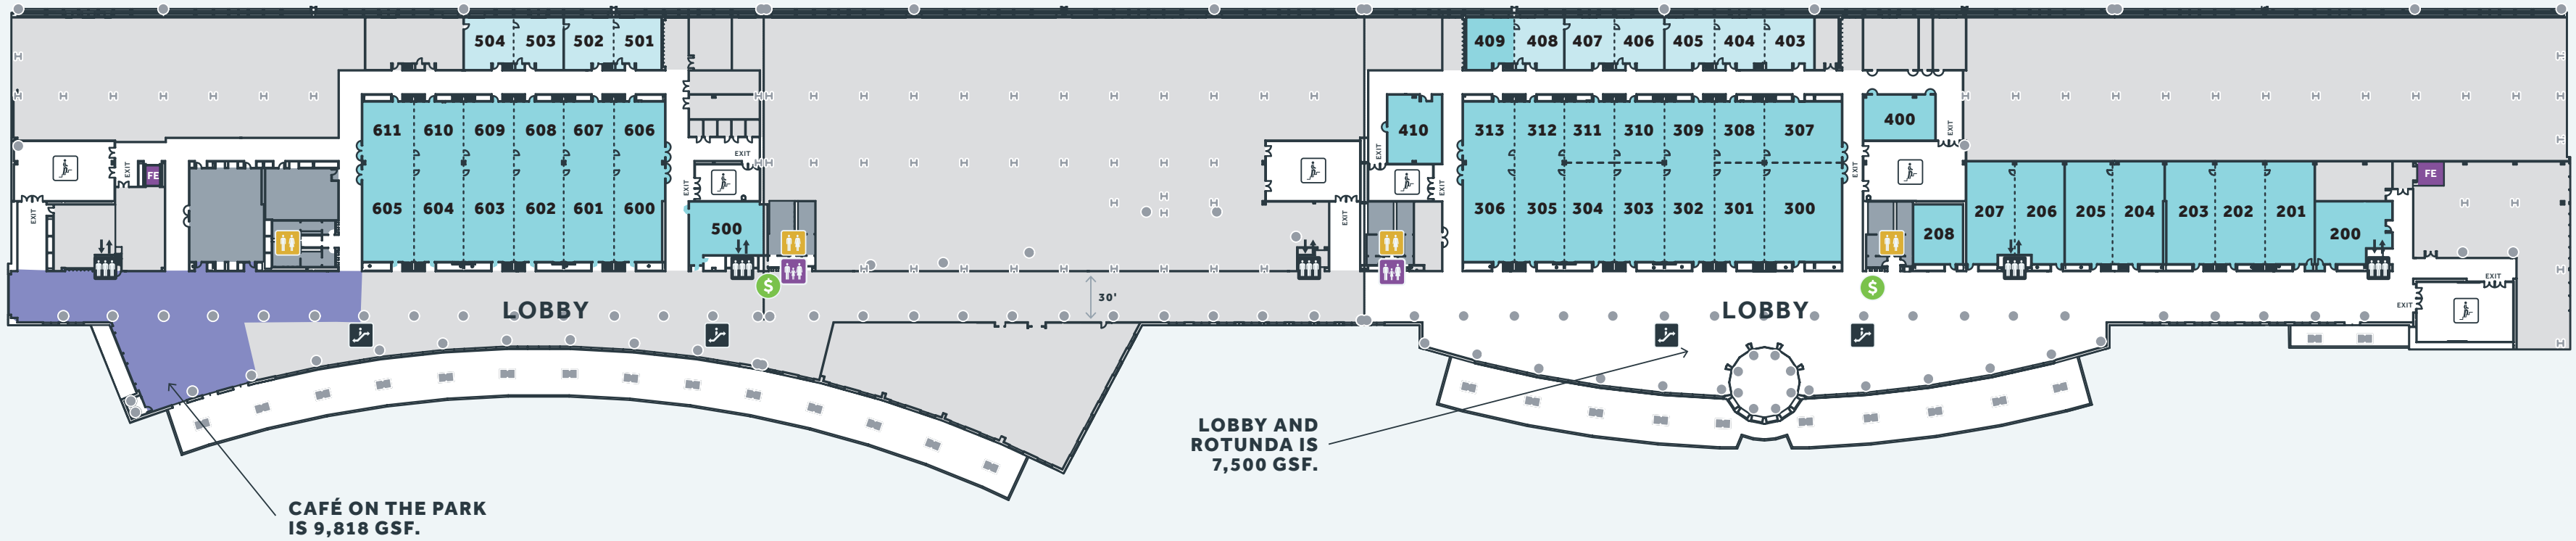 504 503 502 501
409 408 407 406 405 404 403
611 610 609 608 607 606
410
313 312 311 310 309 308 307
400
EXIT
EXIT
EXIT
EXIT
EXIT
FE
FE
EXIT
EXIT
EXIT
605 604 603 602 601 600
306 305 304 303 302 301 300
207 206 205 204 203 202 201
EXIT
EXIT
500
208
200
EXIT
$
$
30'
EXIT
LOBBY
LOBBY
LOBBY AND
ROTUNDA IS
7,500 GSF.
CAFÉ ON THE PARK
IS 9,818 GSF.